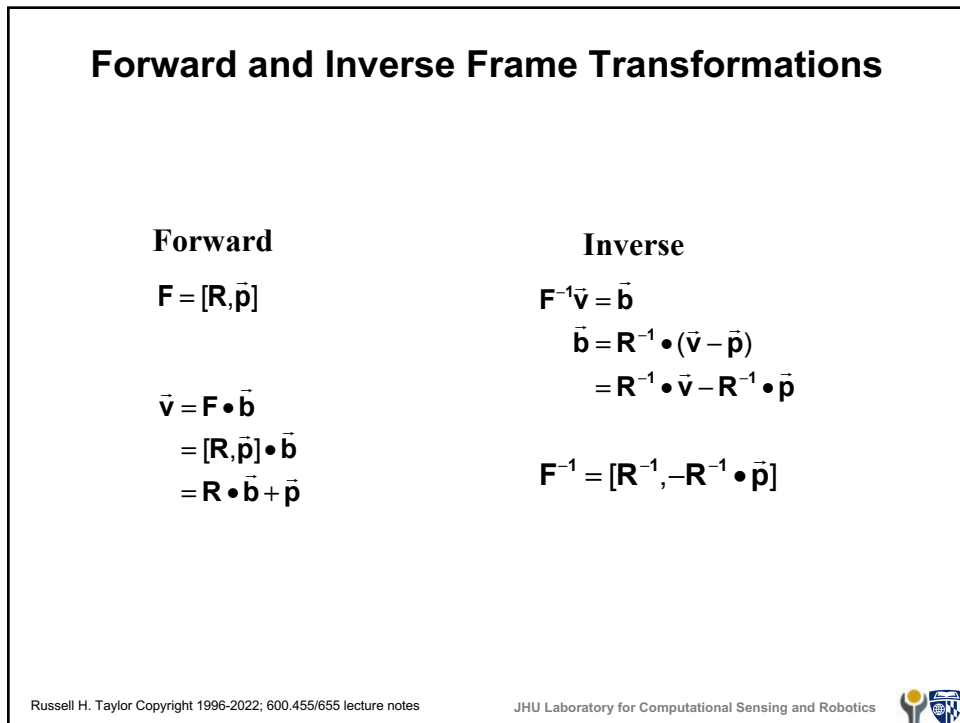 Forward and Inverse Frame Transformations
Forward
F = [R, p⃗]
v⃗ = F • b⃗
= [R, p⃗] • b⃗
= R • b⃗ + p⃗
Inverse
F⁻¹v⃗ = b⃗
b⃗ = R⁻¹ • (v⃗ − p⃗)
= R⁻¹ • v⃗ − R⁻¹ • p⃗
F⁻¹ = [R⁻¹, −R⁻¹ • p⃗]
Russell H. Taylor Copyright 1996-2022; 600.455/655 lecture notes
JHU Laboratory for Computational Sensing and Robotics